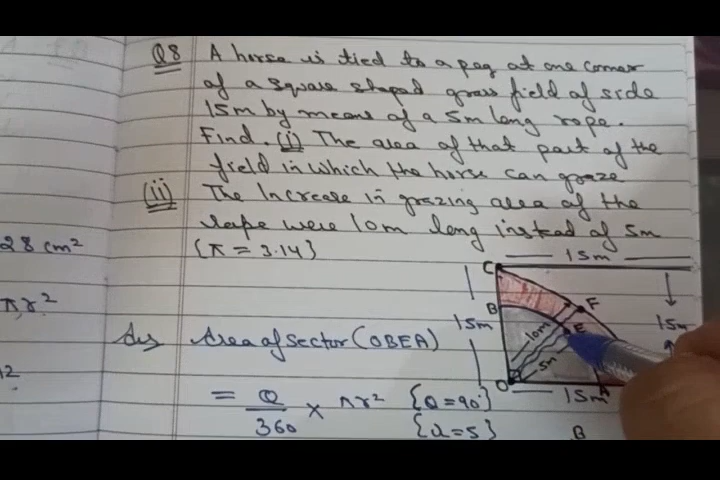 Q8 A horse is tied to a peg at one corner
of a square shaped grass field of side
15m by means of a 5m long rope.
Find. (i) The area of that part of the
field in which the horse can graze
(ii) The Increase in grazing area of the
rope were 10m long instead of 5m
(π = 3.14)
28 cm²
πr²
12
15m
C
B
F
E
10m
5m
15m
15m
O
15m
A
Ans Area of sector (OBEA)
= θ/360 × πr² {θ=90°}
{r=5}
B